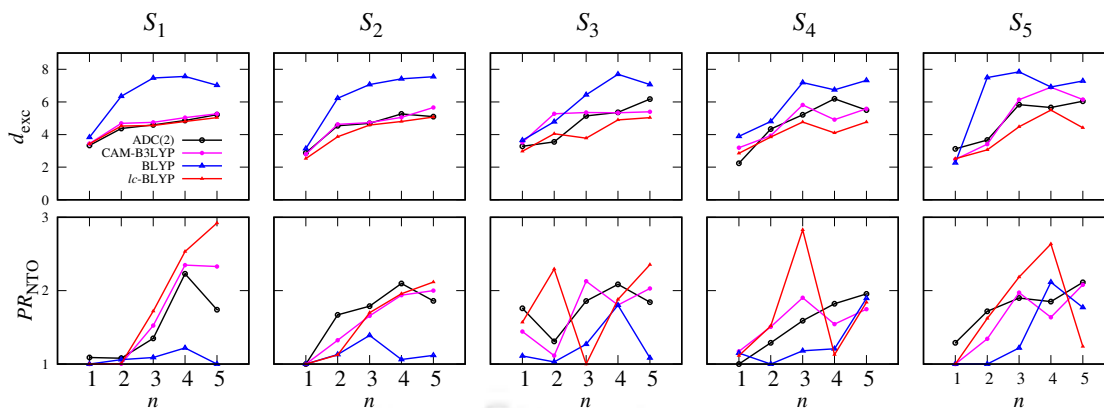 S1 S2 S3 S4 S5
8
6
4
2
0
d_exc
ADC(2)
CAM-B3LYP
BLYP
lc-BLYP
3
2
1
PR_NTO
1 2 3 4 5 1 2 3 4 5 1 2 3 4 5 1 2 3 4 5 1 2 3 4 5
n n n n n